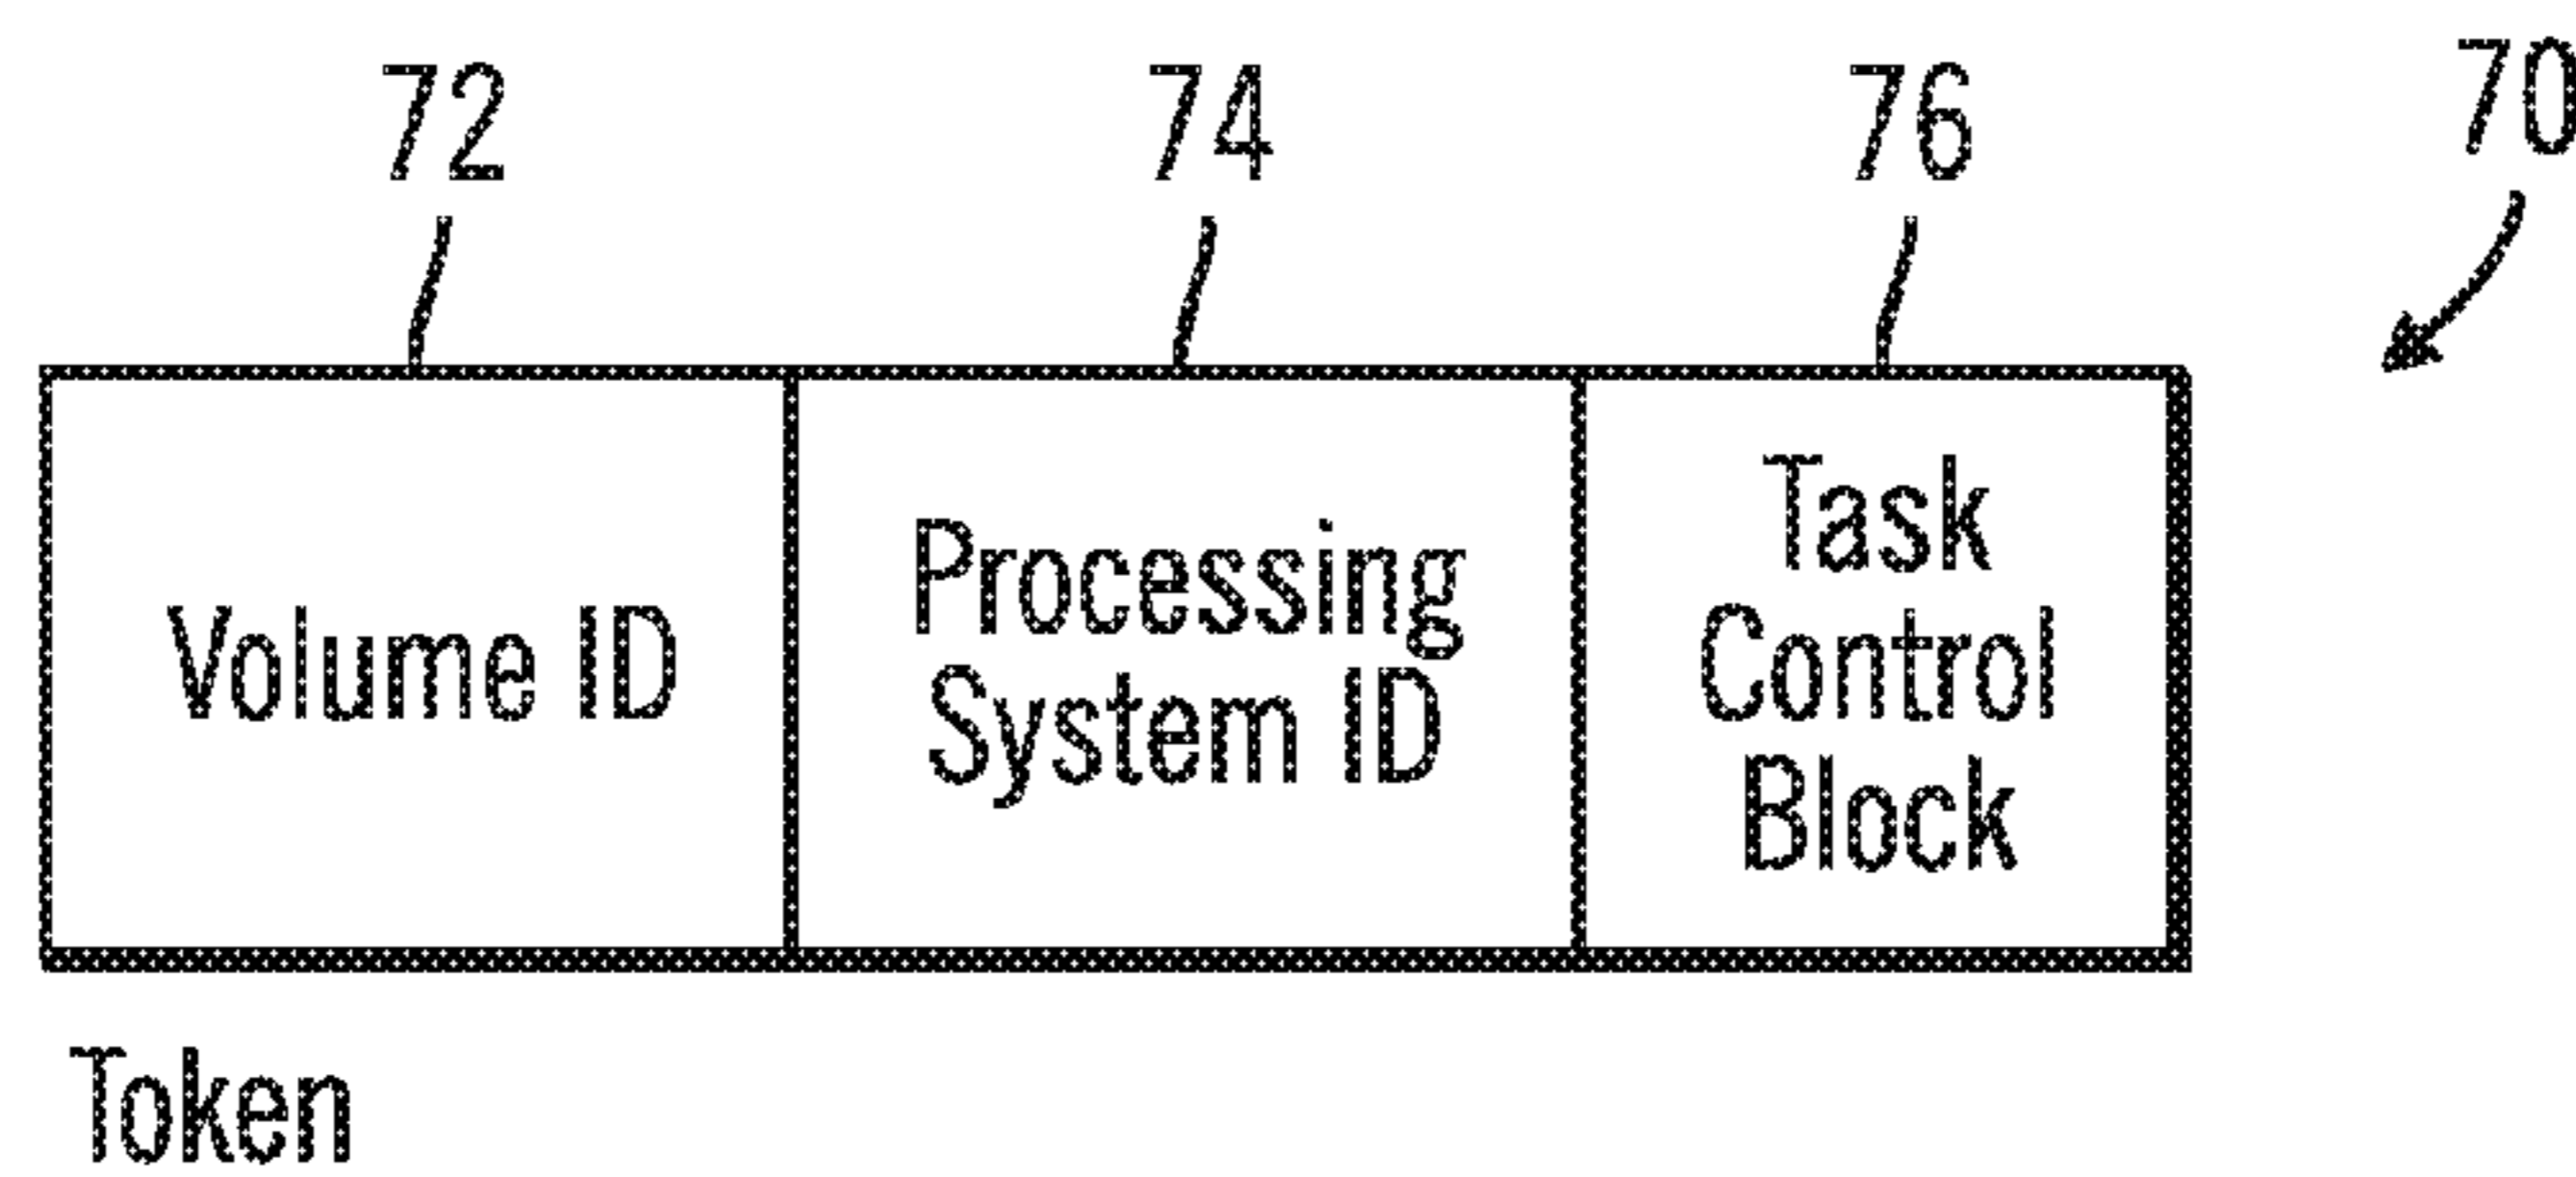 72
74
76
70
Volume ID
Processing
System ID
Task
Control
Block
Token